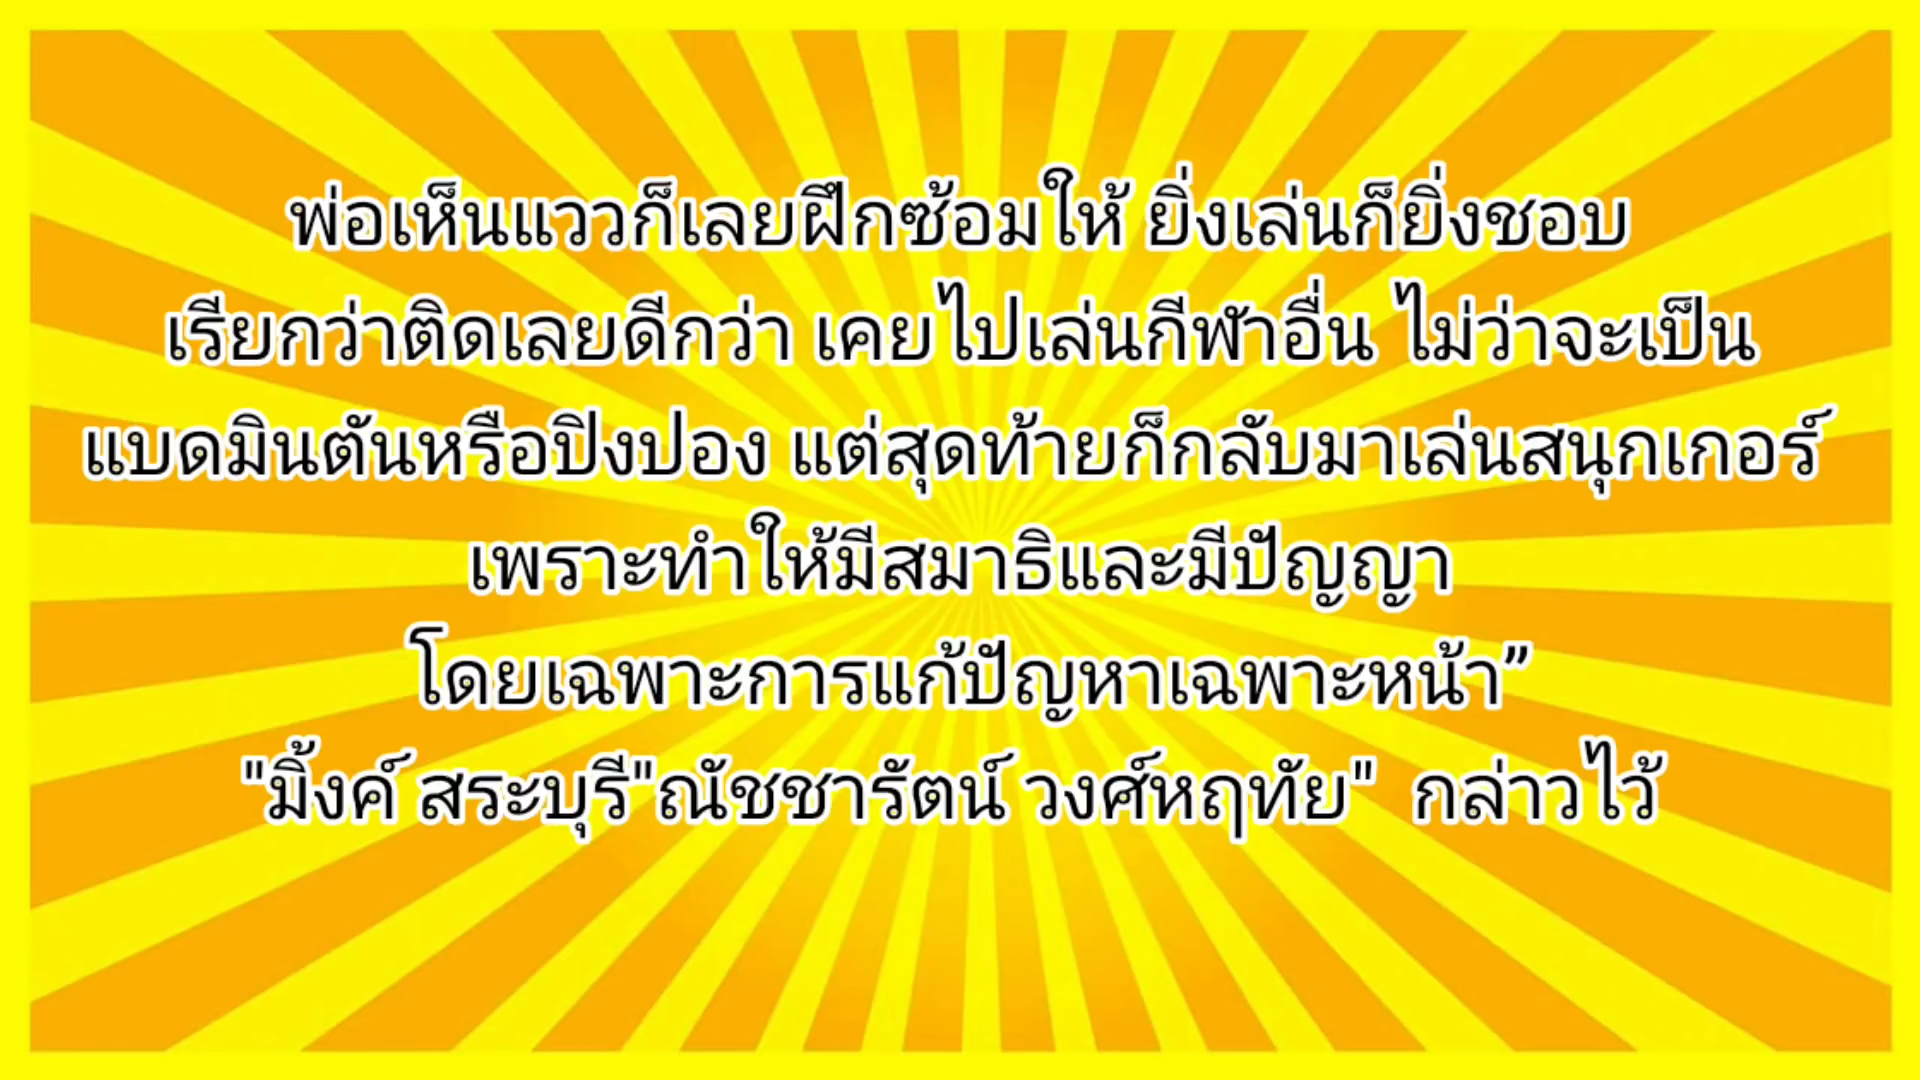 พ่อเห็นแววก็เลยฝึกซ้อมให้ ยิ่งเล่นก็ยิ่งชอบ
เรียกว่าติดเลยดีกว่า เคยไปเล่นกีฬาอื่น ไม่ว่าจะเป็น
แบดมินตันหรือปิงปอง แต่สุดท้ายก็กลับมาเล่นสนุกเกอร์
เพราะทำให้มีสมาธิและมีปัญญา
โดยเฉพาะการแก้ปัญหาเฉพาะหน้า”
"มิ้งค์ สระบุรี"ณัชชารัตน์ วงศ์หฤทัย"  กล่าวไว้